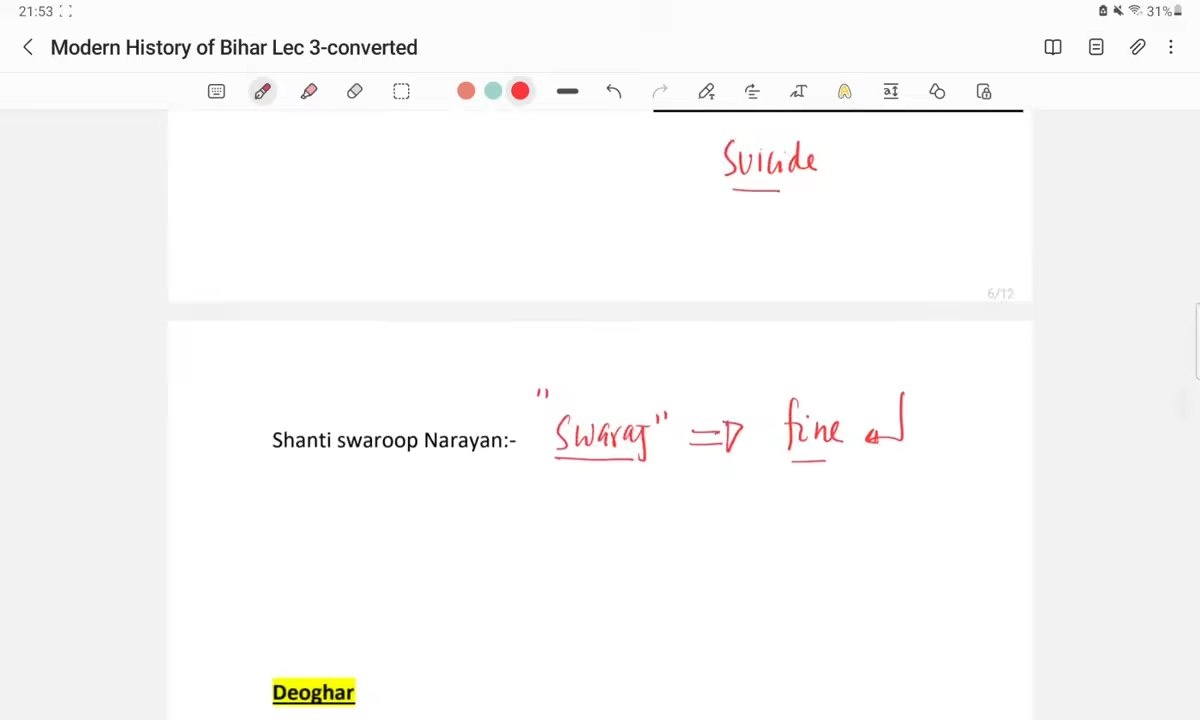 21:53 31%
Modern History of Bihar Lec 3-converted
Suicide
6/12
Shanti swaroop Narayan:- "Swaraj" => fine
Deoghar